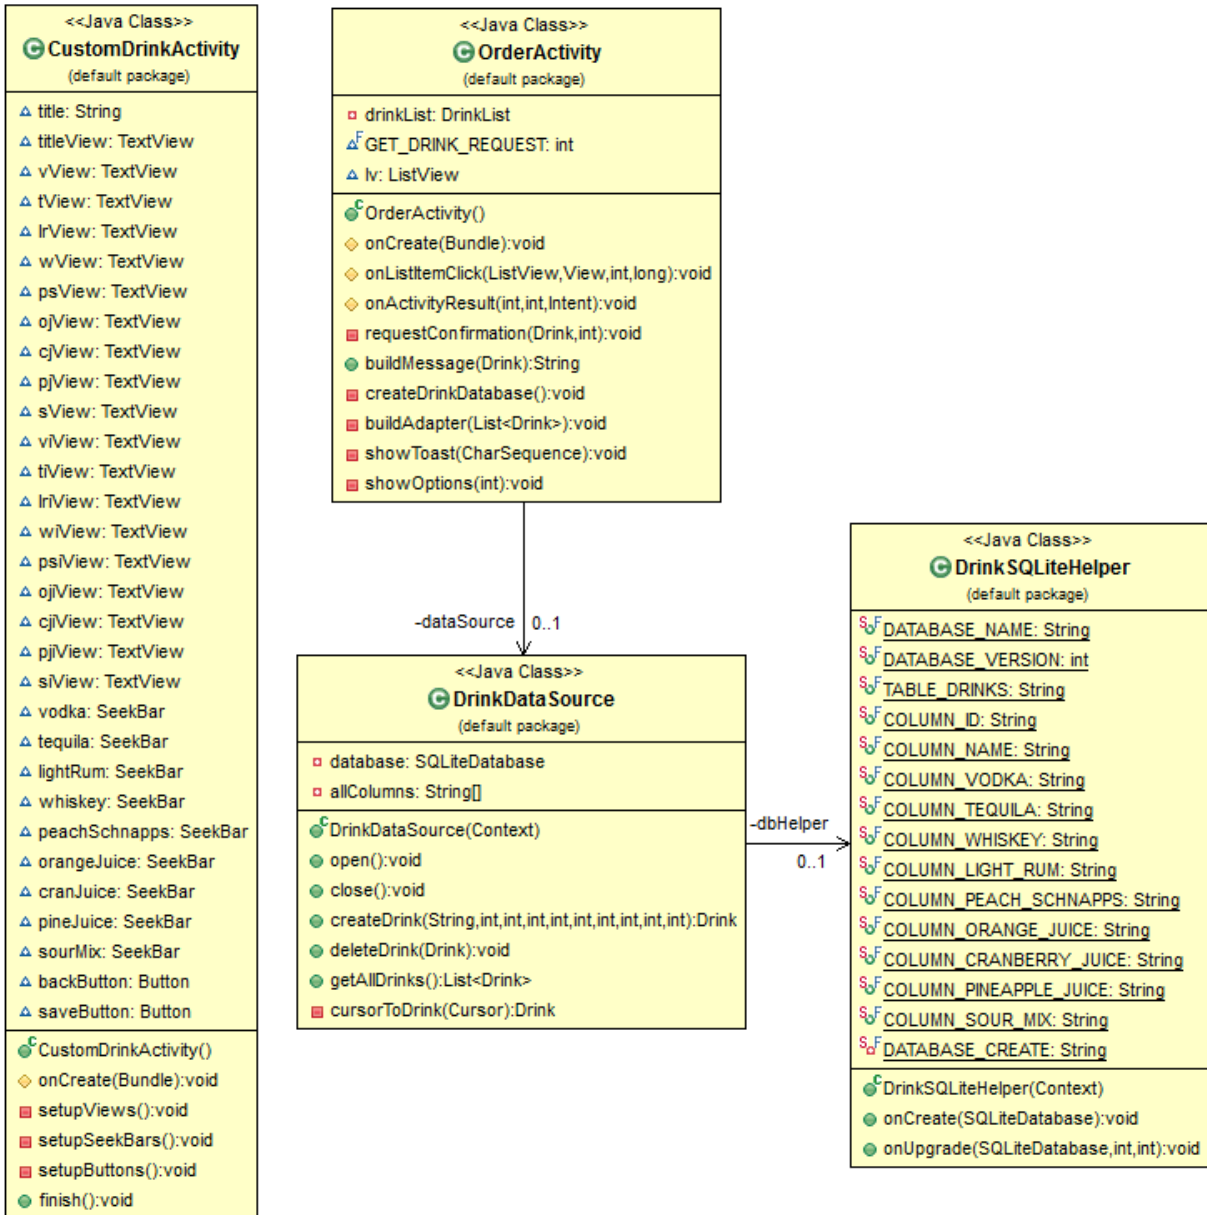 <<Java Class>>
CustomDrinkActivity
(default package)
title: String
titleView: TextView
vView: TextView
tView: TextView
lrView: TextView
wView: TextView
psView: TextView
ojView: TextView
cjView: TextView
pjView: TextView
sView: TextView
viView: TextView
tiView: TextView
lriView: TextView
wiView: TextView
psiView: TextView
ojiView: TextView
cjiView: TextView
pjiView: TextView
siView: TextView
vodka: SeekBar
tequila: SeekBar
lightRum: SeekBar
whiskey: SeekBar
peachSchnapps: SeekBar
orangeJuice: SeekBar
cranJuice: SeekBar
pineJuice: SeekBar
sourMix: SeekBar
backButton: Button
saveButton: Button
CustomDrinkActivity()
onCreate(Bundle):void
setupViews():void
setupSeekBars():void
setupButtons():void
finish():void
<<Java Class>>
OrderActivity
(default package)
drinkList: DrinkList
GET_DRINK_REQUEST: int
lv: ListView
OrderActivity()
onCreate(Bundle):void
onListItemClick(ListView,View,int,long):void
onActivityResult(int,int,Intent):void
requestConfirmation(Drink,int):void
buildMessage(Drink):String
createDrinkDatabase():void
buildAdapter(List<Drink>):void
showToast(CharSequence):void
showOptions(int):void
-dataSource 0..1
<<Java Class>>
DrinkDataSource
(default package)
database: SQLiteDatabase
allColumns: String[]
DrinkDataSource(Context)
open():void
close():void
createDrink(String,int,int,int,int,int,int,int,int,int):Drink
deleteDrink(Drink):void
getAllDrinks():List<Drink>
cursorToDrink(Cursor):Drink
-dbHelper
0..1
<<Java Class>>
DrinkSQLiteHelper
(default package)
DATABASE_NAME: String
DATABASE_VERSION: int
TABLE_DRINKS: String
COLUMN_ID: String
COLUMN_NAME: String
COLUMN_VODKA: String
COLUMN_TEQUILA: String
COLUMN_WHISKEY: String
COLUMN_LIGHT_RUM: String
COLUMN_PEACH_SCHNAPPS: String
COLUMN_ORANGE_JUICE: String
COLUMN_CRANBERRY_JUICE: String
COLUMN_PINEAPPLE_JUICE: String
COLUMN_SOUR_MIX: String
DATABASE_CREATE: String
DrinkSQLiteHelper(Context)
onCreate(SQLiteDatabase):void
onUpgrade(SQLiteDatabase,int,int):void